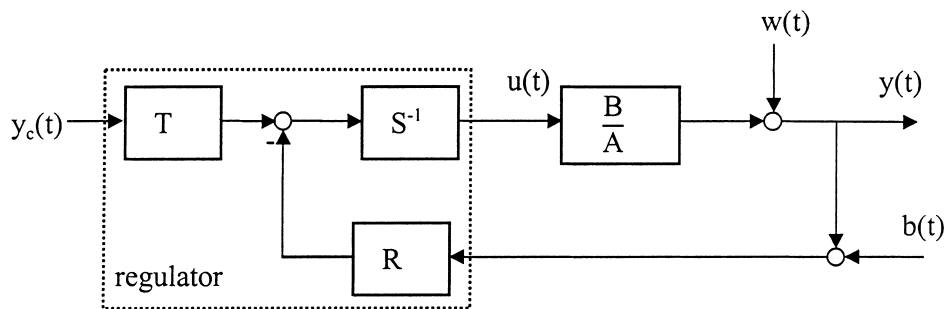 w(t)
y_c(t)
T
-
S^{-1}
u(t)
B
A
y(t)
R
b(t)
regulator